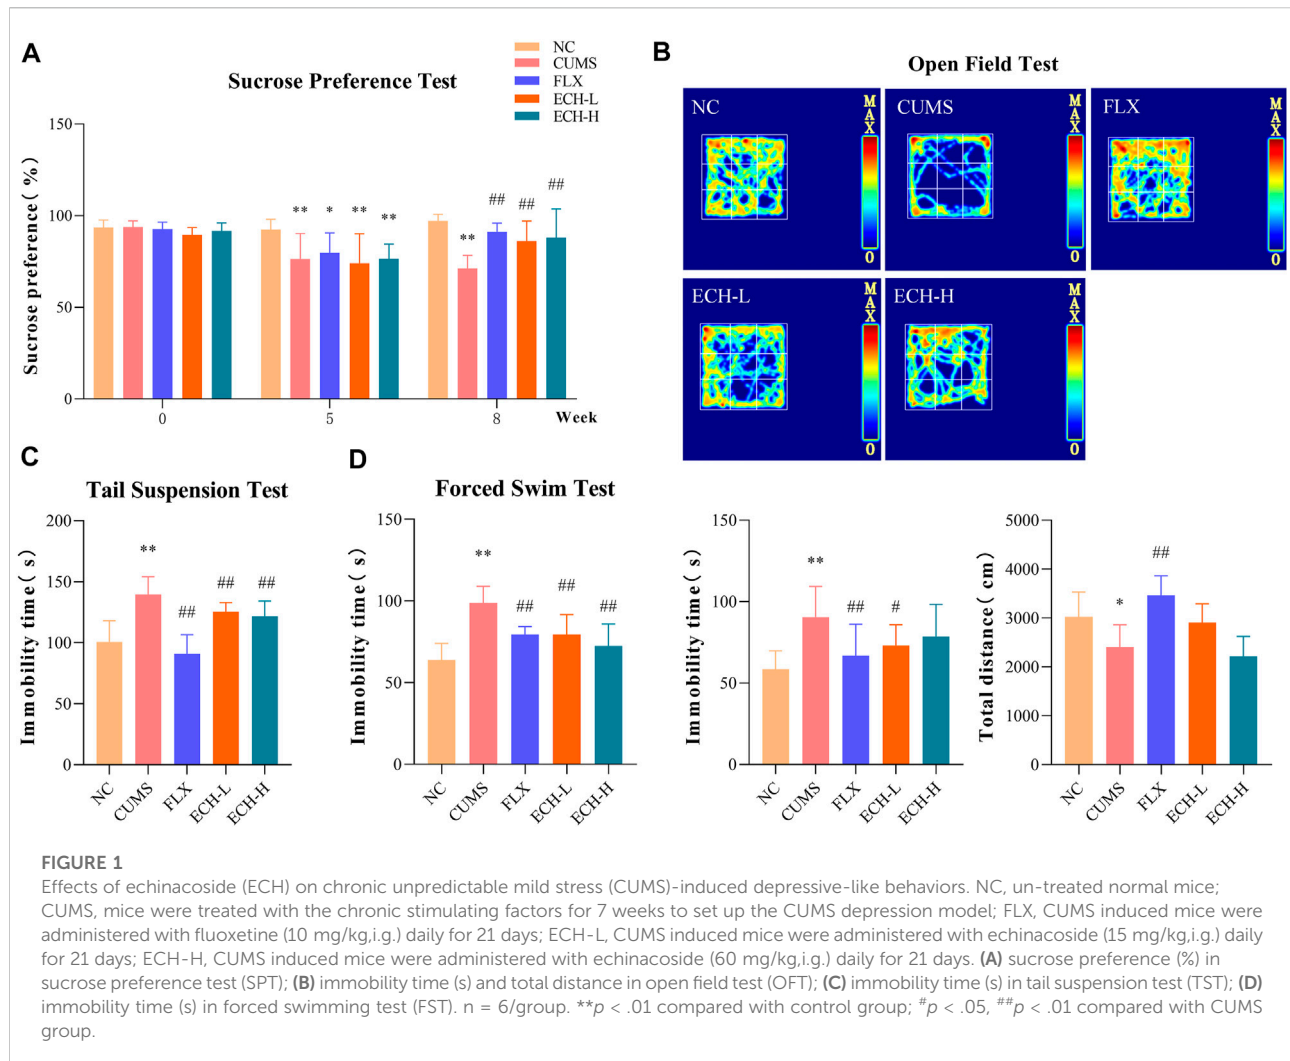 A
NC
CUMS
FLX
ECH-L
ECH-H
Sucrose Preference Test
Sucrose preference ( %)
150
100
50
0
** * ** **
** ## ## ##
0 5 8 Week
B
Open Field Test
NC
MAX
0
CUMS
MAX
0
FLX
MAX
0
ECH-L
MAX
0
ECH-H
MAX
0
C
Tail Suspension Test
Immobility time( s)
200
150
100
50
0
** ## ## ##
NC CUMS FLX ECH-L ECH-H
D
Forced Swim Test
Immobility time( s)
150
100
50
0
** ## ## ##
NC CUMS FLX ECH-L ECH-H
Immobility time( s)
150
100
50
0
** ## #
NC CUMS FLX ECH-L ECH-H
Total distance( cm)
5000
4000
3000
2000
1000
0
* ##
NC CUMS FLX ECH-L ECH-H
FIGURE 1
Effects of echinacoside (ECH) on chronic unpredictable mild stress (CUMS)-induced depressive-like behaviors. NC, un-treated normal mice;
CUMS, mice were treated with the chronic stimulating factors for 7 weeks to set up the CUMS depression model; FLX, CUMS induced mice were
administered with fluoxetine (10 mg/kg,i.g.) daily for 21 days; ECH-L, CUMS induced mice were administered with echinacoside (15 mg/kg,i.g.) daily
for 21 days; ECH-H, CUMS induced mice were administered with echinacoside (60 mg/kg,i.g.) daily for 21 days. (A) sucrose preference (%) in
sucrose preference test (SPT); (B) immobility time (s) and total distance in open field test (OFT); (C) immobility time (s) in tail suspension test (TST); (D)
immobility time (s) in forced swimming test (FST). n = 6/group. **p < .01 compared with control group; #p < .05, ##p < .01 compared with CUMS
group.